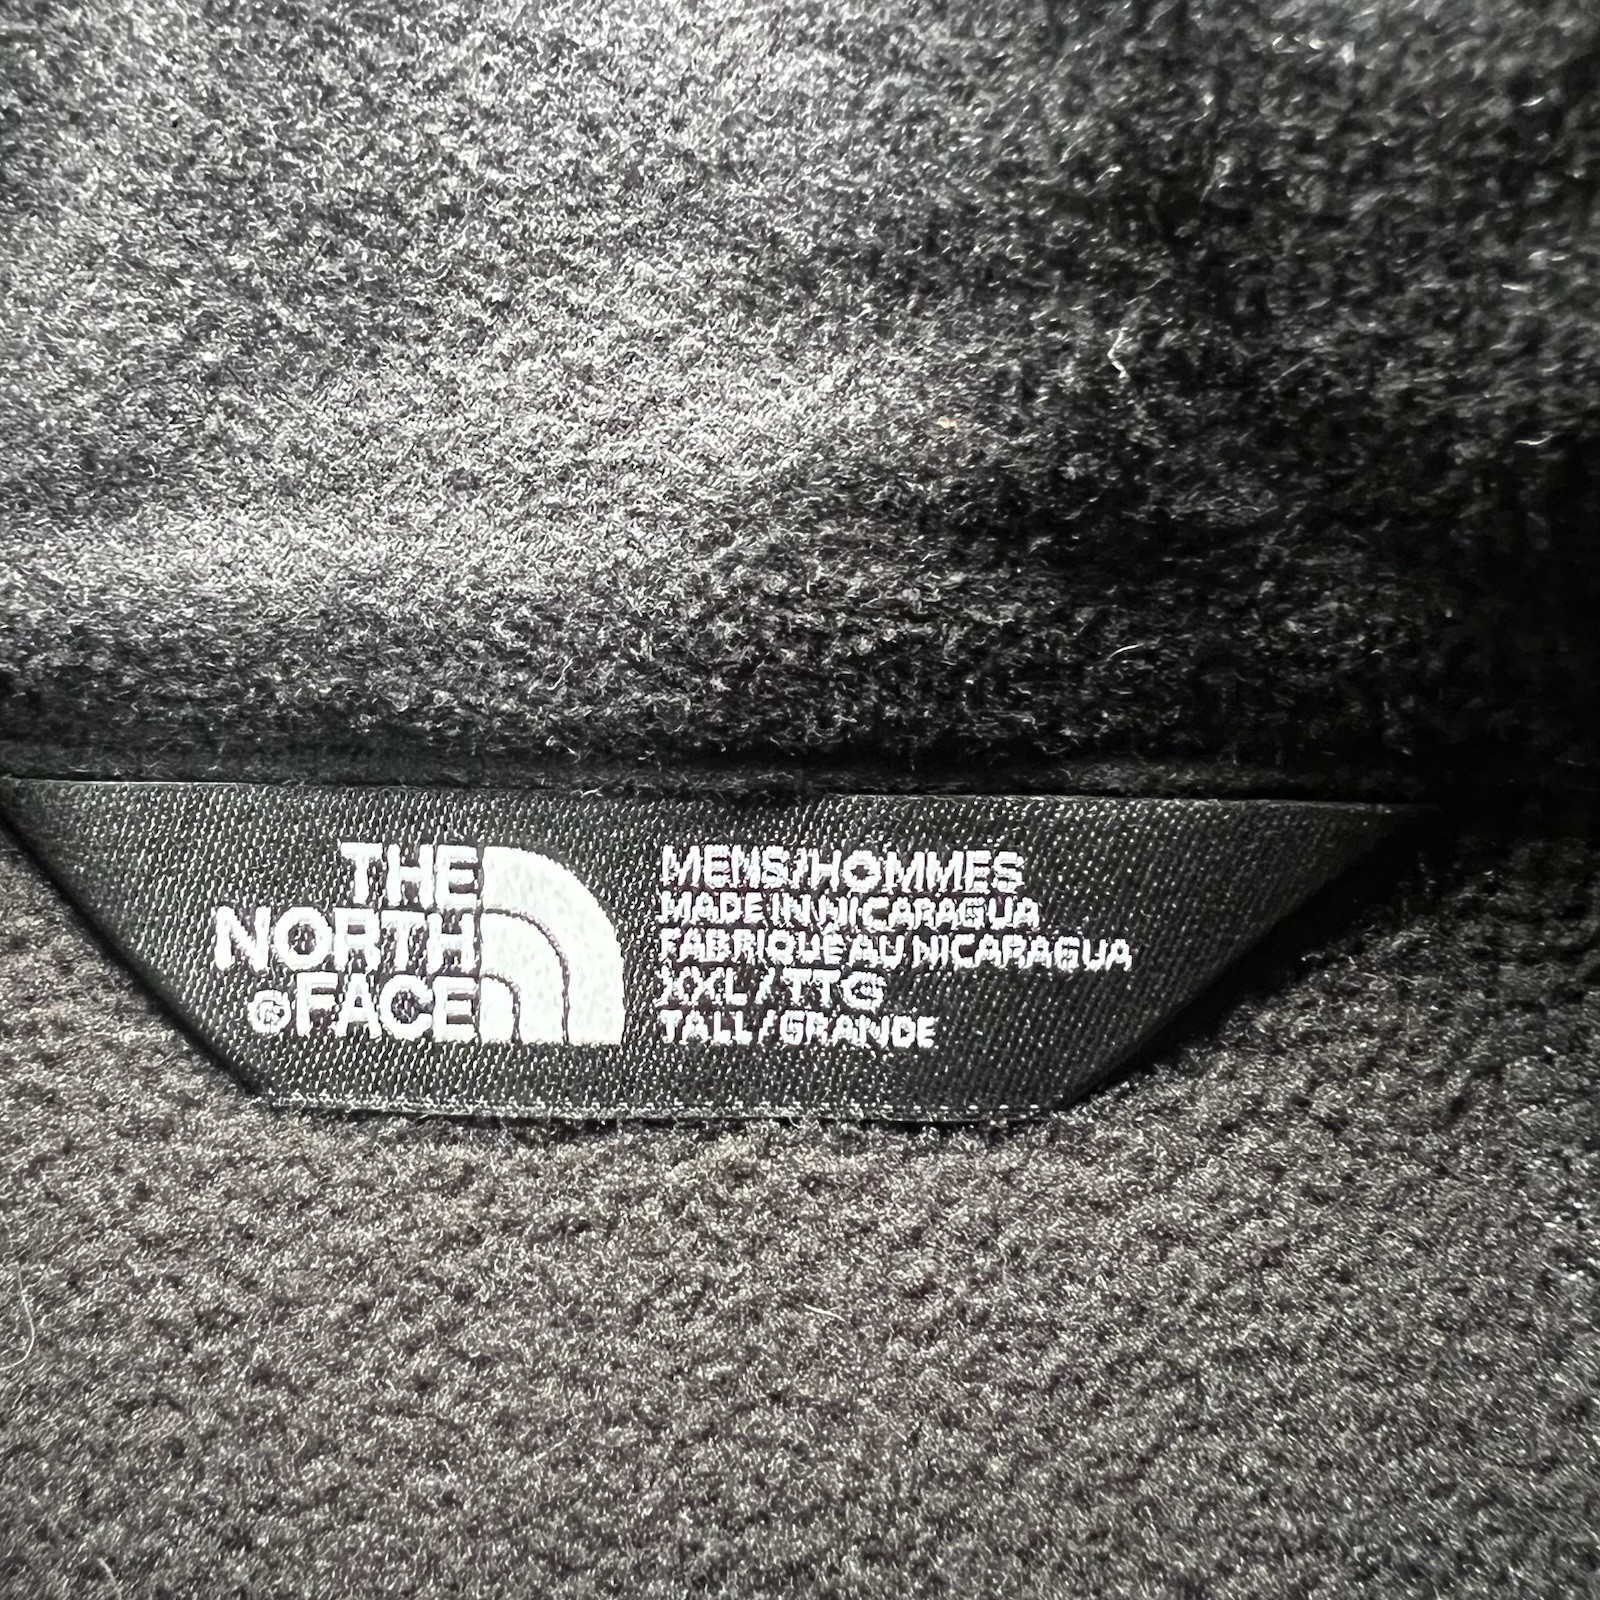 THE
NORTH
FACE
MENS/HOMMES
MADE IN NICARAGUA
FABRIQUÉ AU NICARAGUA
XXL/TTG
TALL/GRANDE